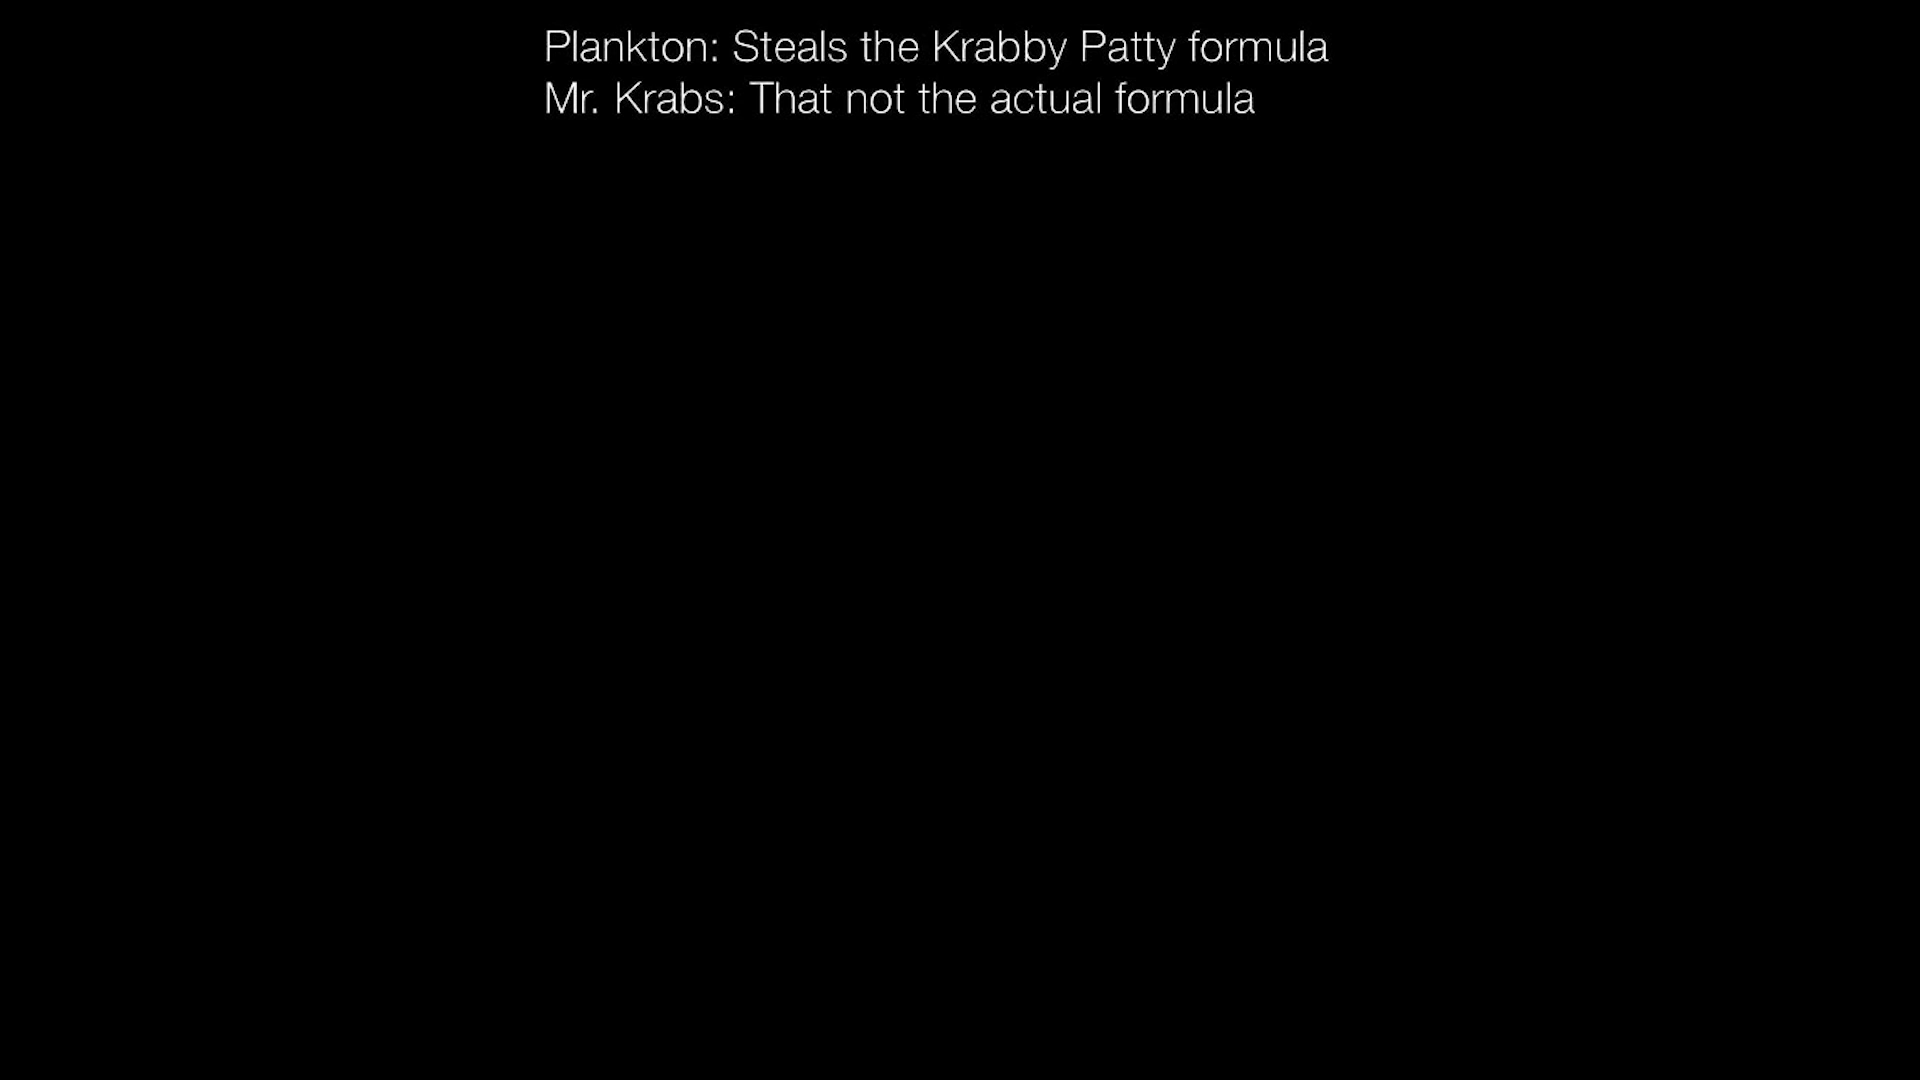 Plankton: Steals the Krabby Patty formula
Mr. Krabs: That not the actual formula